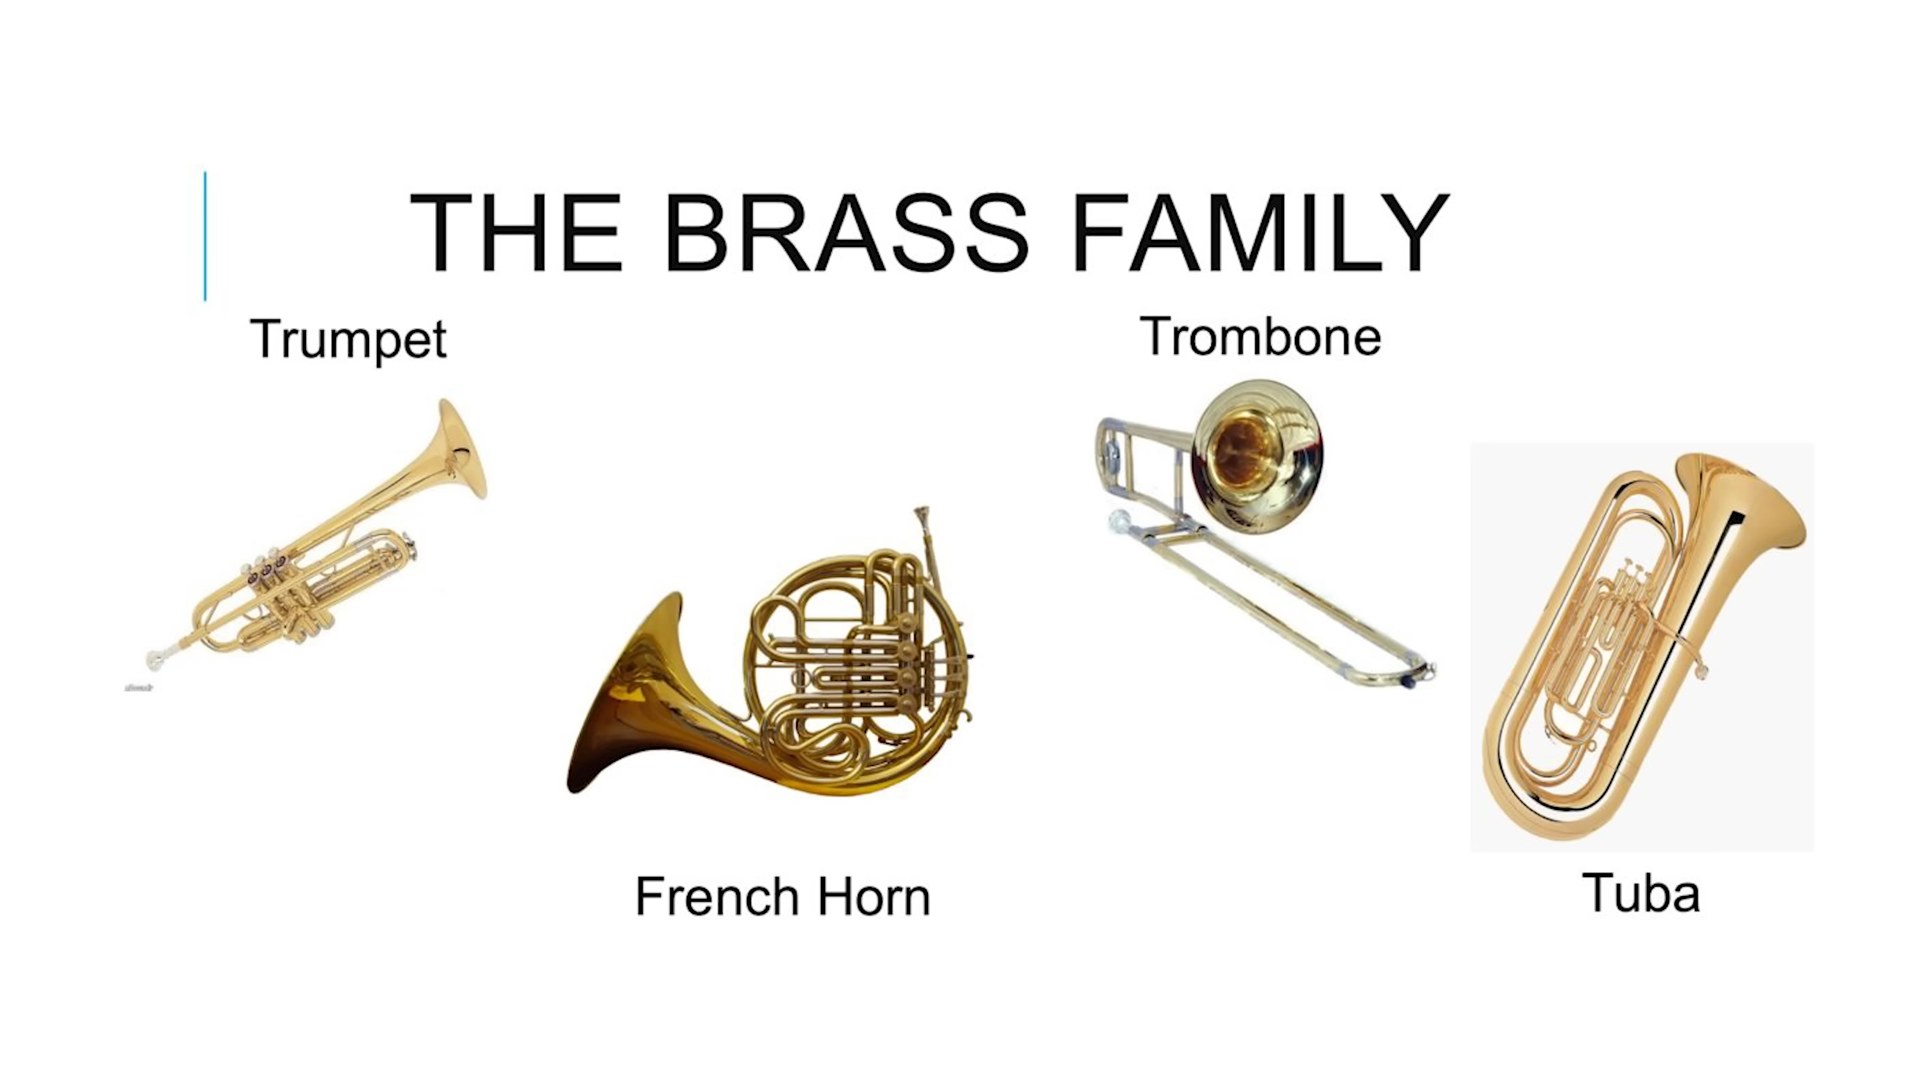 THE BRASS FAMILY
Trumpet
Trombone
French Horn
Tuba